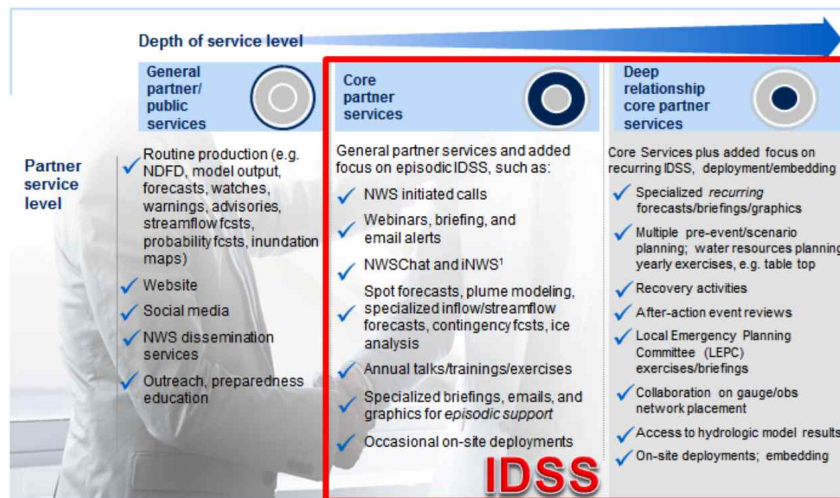 Depth of service level
General
partner/
public
services
Core
partner
services
Deep
relationship
core partner
services
Partner
service
level
Routine production (e.g.
NDFD, model output,
forecasts, watches,
warnings, advisories,
streamflow fcsts,
probability fcsts, inundation
maps)
Website
Social media
NWS dissemination
services
Outreach, preparedness
education
General partner services and added
focus on episodic IDSS, such as:
NWS initiated calls
Webinars, briefing, and
email alerts
NWSChat and iNWS¹
Spot forecasts, plume modeling,
specialized inflow/streamflow
forecasts, contingency fcsts, ice
analysis
Annual talks/trainings/exercises
Specialized briefings, emails, and
graphics for episodic support
Occasional on-site deployments
Core Services plus added focus on
recurring IDSS, deployment/embedding
Specialized recurring
forecasts/briefings/graphics
Multiple pre-event/scenario
planning; water resources planning
yearly exercises, e.g. table top
Recovery activities
After-action event reviews
Local Emergency Planning
Committee (LEPC)
exercises/briefings
Collaboration on gauge/obs
network placement
Access to hydrologic model results
On-site deployments; embedding
IDSS